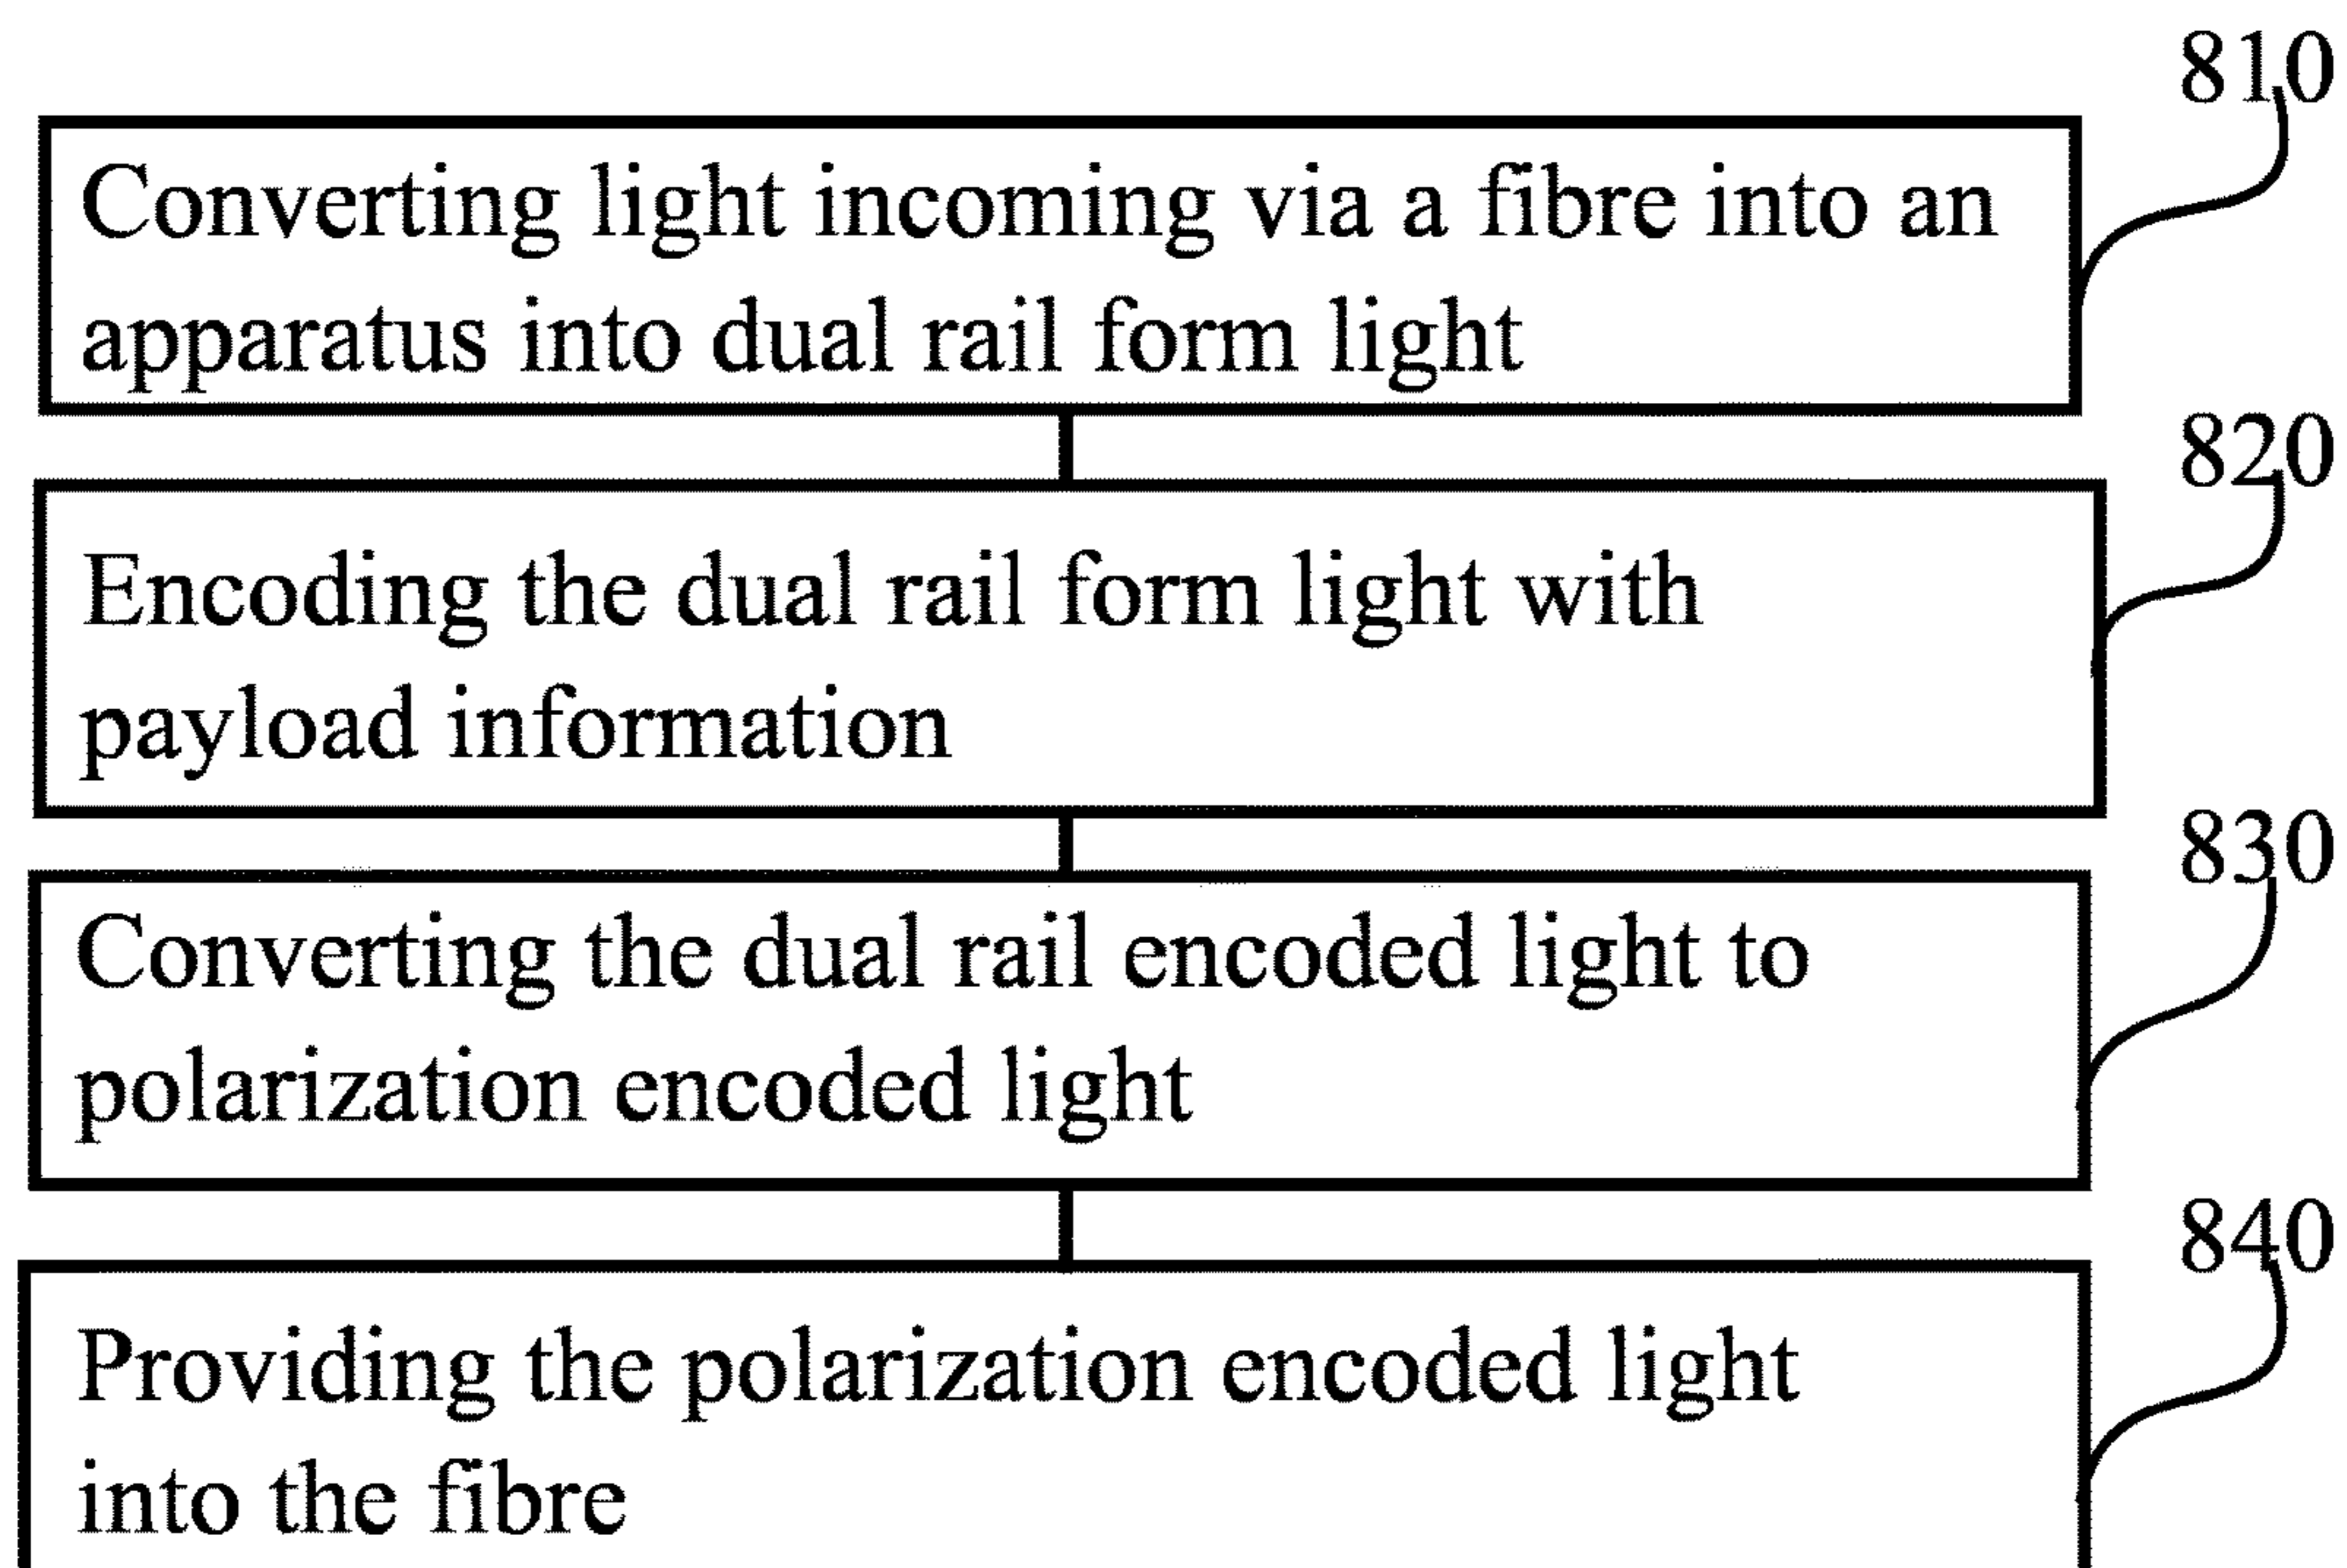 810
Converting light incoming via a fibre into an
apparatus into dual rail form light
820
Encoding the dual rail form light with
payload information
830
Converting the dual rail encoded light to
polarization encoded light
840
Providing the polarization encoded light
into the fibre